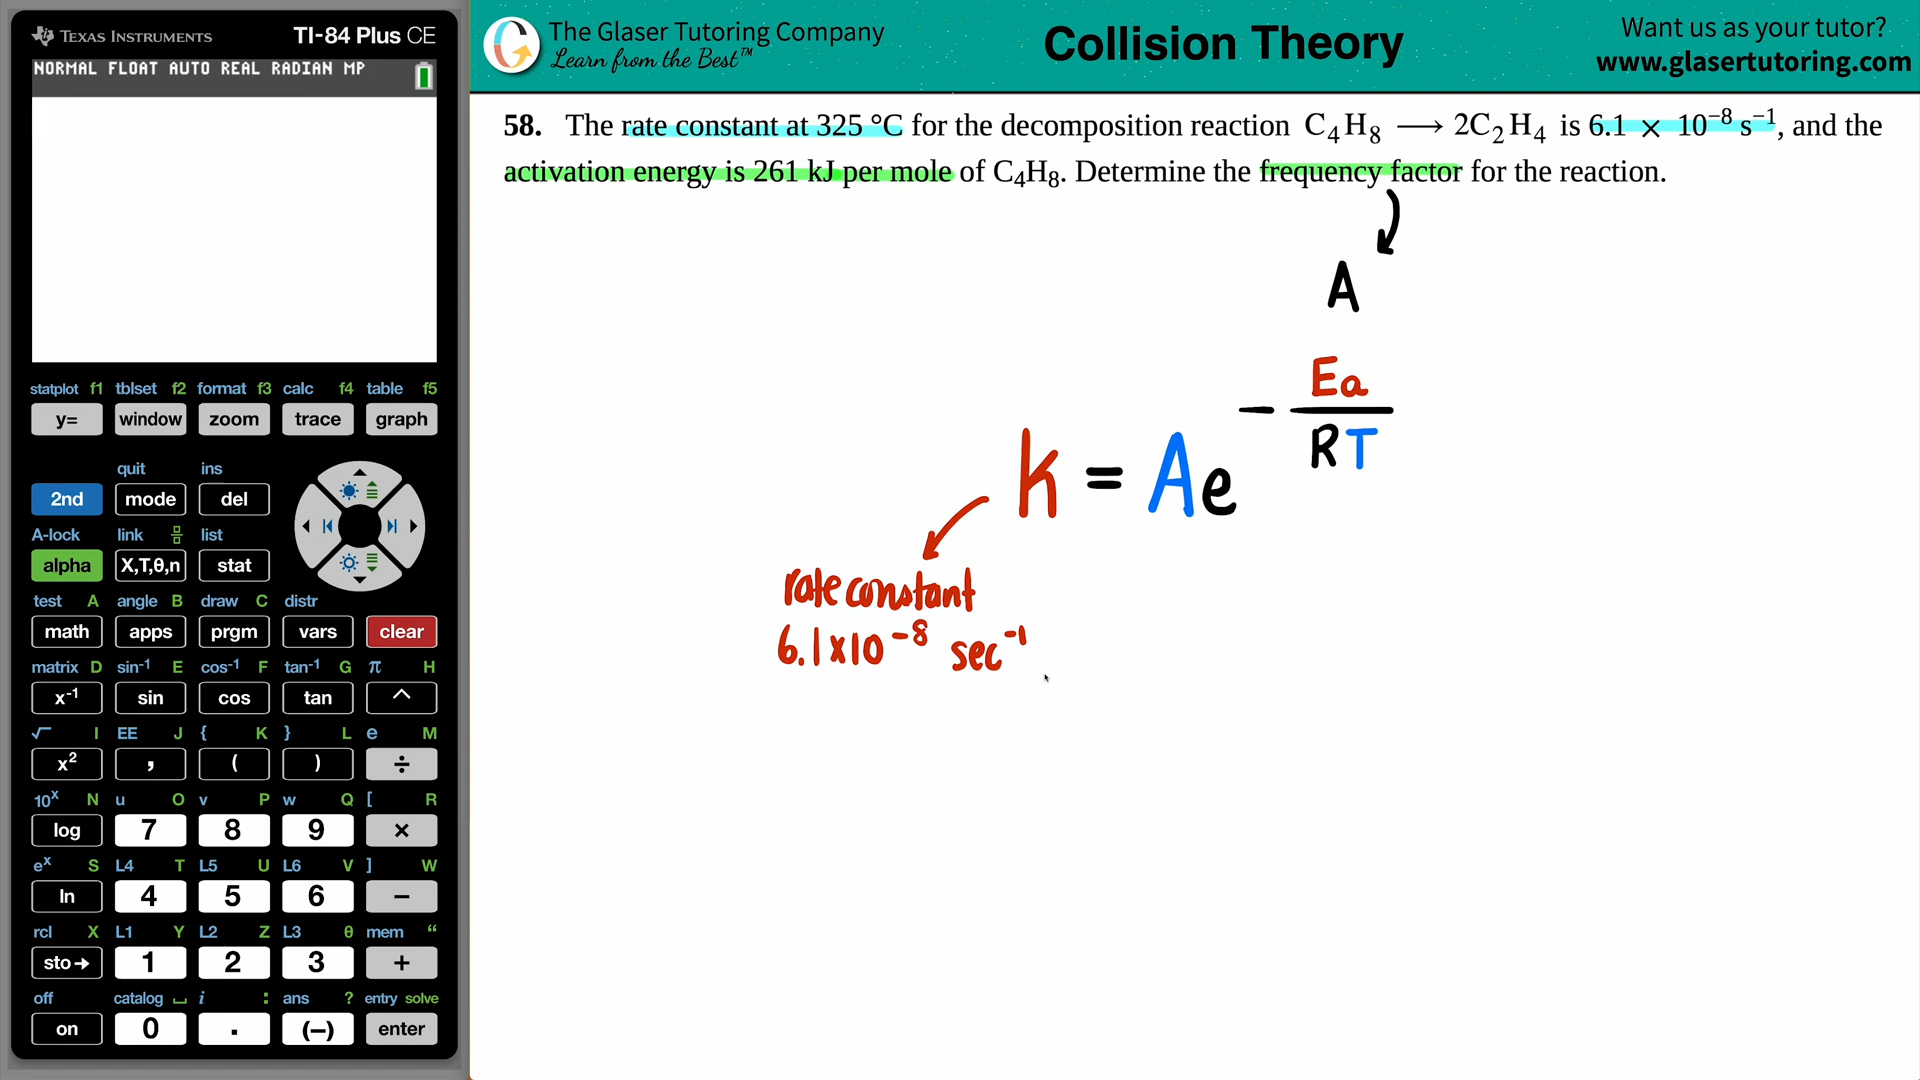 TEXAS INSTRUMENTS TI-84 Plus CE
NORMAL FLOAT AUTO REAL RADIAN MP
statplot f1 tblset f2 format f3 calc f4 table f5
y= window zoom trace graph
quit ins
2nd mode del
A-lock link list
alpha X,T,θ,n stat
test A angle B draw C distr
math apps prgm vars clear
matrix D sin⁻¹ E cos⁻¹ F tan⁻¹ G π H
x⁻¹ sin cos tan ^
√ I EE J { K } L e M
x² , ( ) ÷
10ˣ N u O v P w Q [ R
log 7 8 9 ×
eˣ S L4 T L5 U L6 V ] W
ln 4 5 6 −
rcl X L1 Y L2 Z L3 θ mem “
sto→ 1 2 3 +
off catalog ⎵ i : ans ? entry solve
on 0 . (−) enter
The Glaser Tutoring Company
Learn from the Best™
Collision Theory
Want us as your tutor?
www.glasertutoring.com
58. The rate constant at 325 °C for the decomposition reaction C₄H₈ ⟶ 2C₂H₄ is 6.1 × 10⁻⁸ s⁻¹, and the
activation energy is 261 kJ per mole of C₄H₈. Determine the frequency factor for the reaction.
A
k = Ae^(−Ea/RT)
rate constant
6.1x10⁻⁸ sec⁻¹